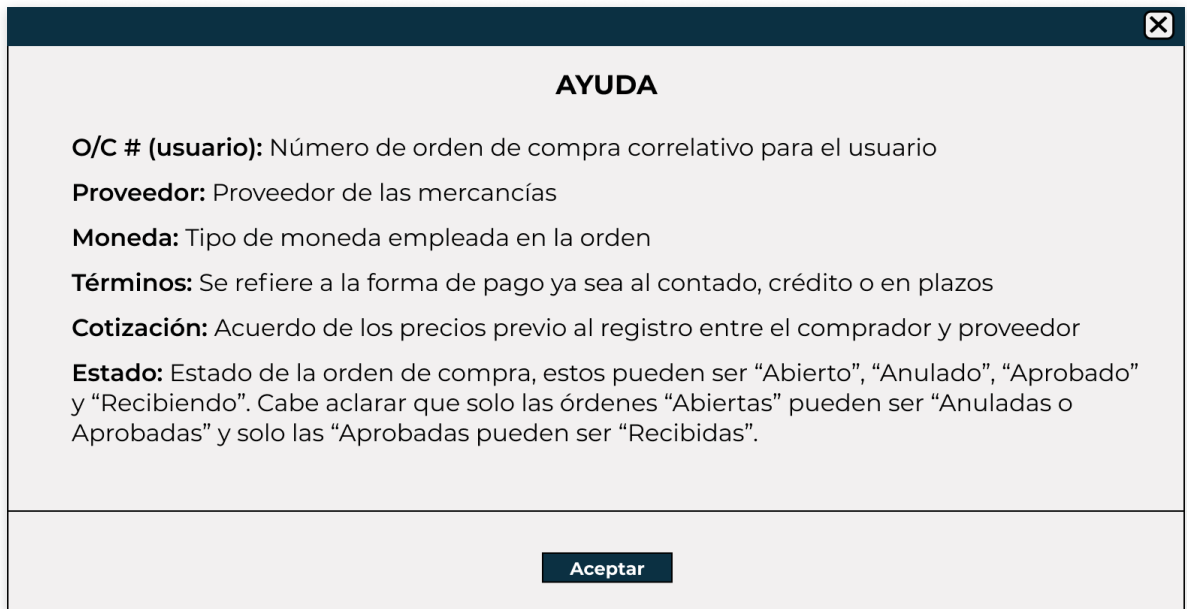 AYUDA
O/C # (usuario): Número de orden de compra correlativo para el usuario
Proveedor: Proveedor de las mercancías
Moneda: Tipo de moneda empleada en la orden
Términos: Se refiere a la forma de pago ya sea al contado, crédito o en plazos
Cotización: Acuerdo de los precios previo al registro entre el comprador y proveedor
Estado: Estado de la orden de compra, estos pueden ser “Abierto”, “Anulado”, “Aprobado”
y “Recibiendo”. Cabe aclarar que solo las órdenes “Abiertas” pueden ser “Anuladas o
Aprobadas” y solo las “Aprobadas pueden ser “Recibidas”.
Aceptar